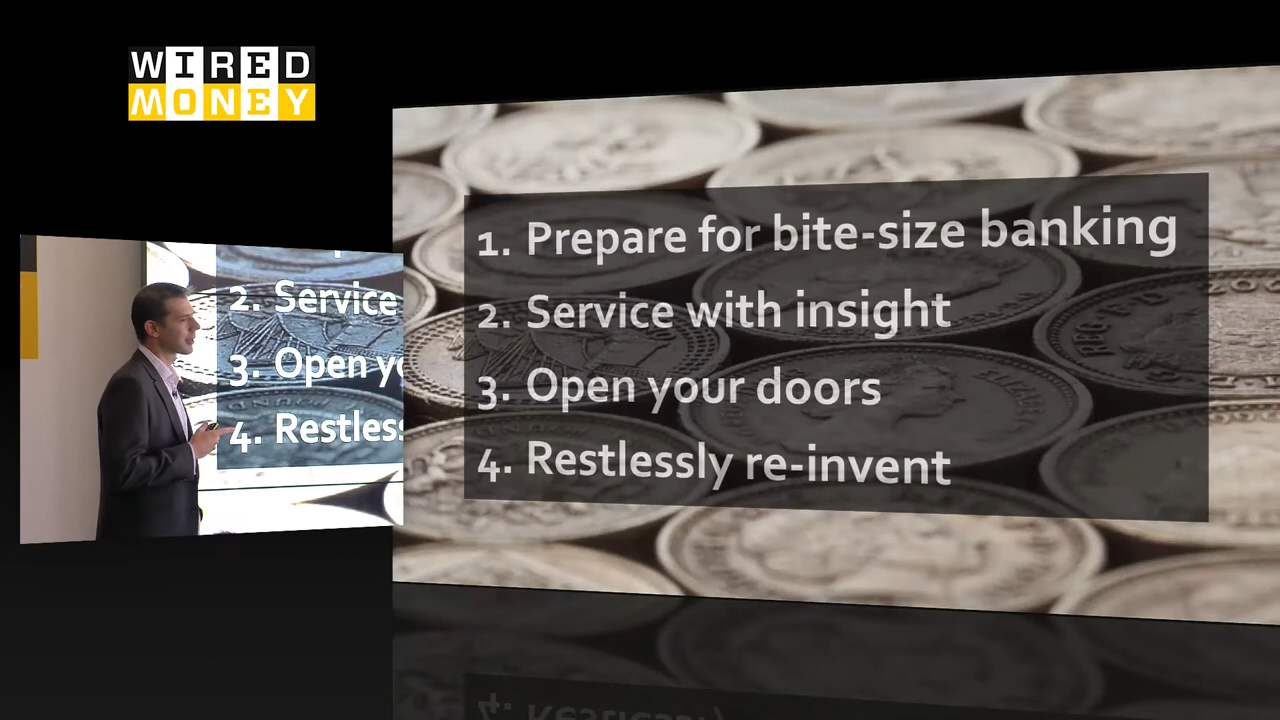 WIRED
MONEY
2. Service
3. Open yo
4. Restless
1. Prepare for bite-size banking
2. Service with insight
3. Open your doors
4. Restlessly re-invent